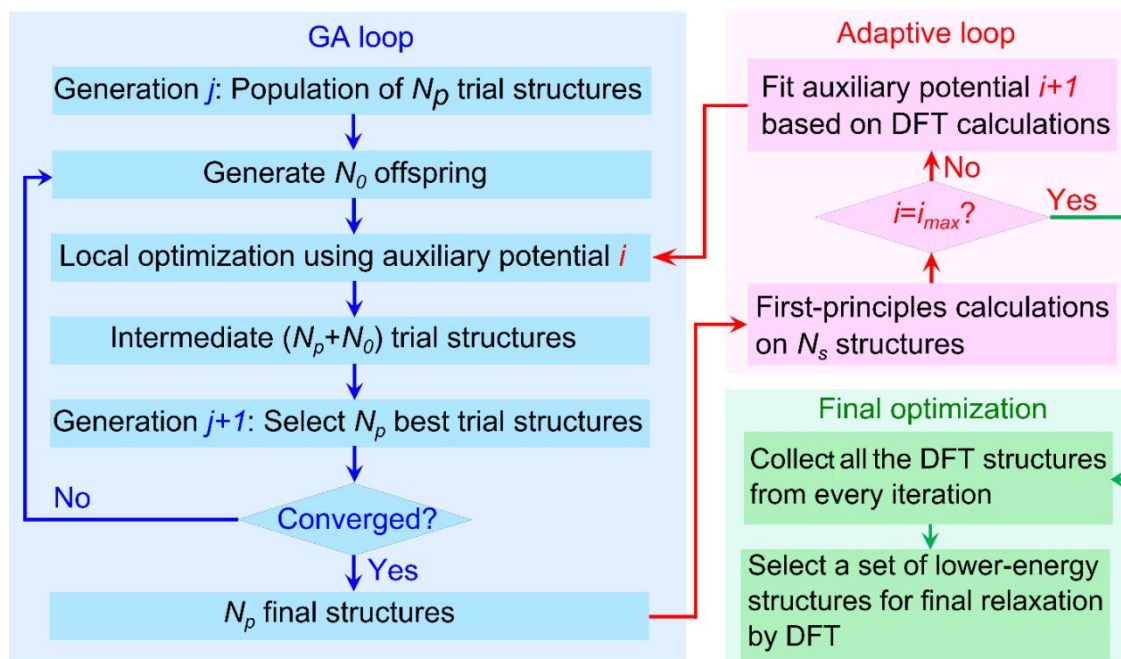 GA loop
Generation j: Population of Np trial structures
Generate N0 offspring
Local optimization using auxiliary potential i
Intermediate (Np+N0) trial structures
Generation j+1: Select Np best trial structures
No
Converged?
Yes
Np final structures
Adaptive loop
Fit auxiliary potential i+1
based on DFT calculations
No
i=imax?
Yes
First-principles calculations
on Ns structures
Final optimization
Collect all the DFT structures
from every iteration
Select a set of lower-energy
structures for final relaxation
by DFT